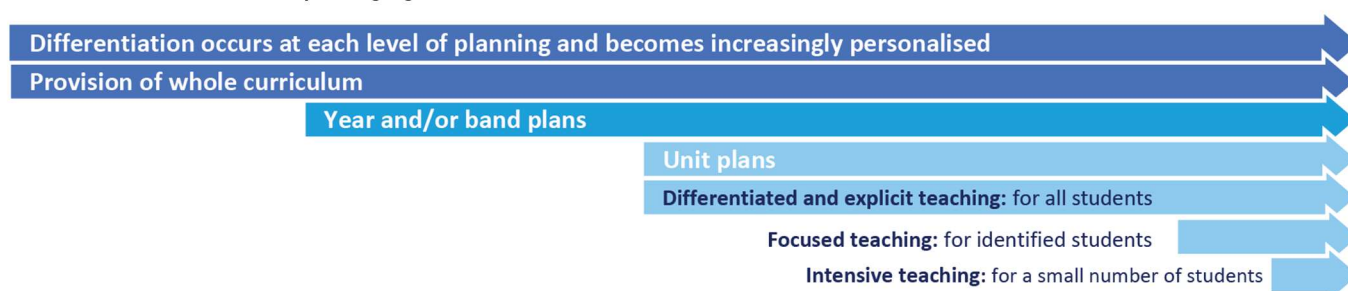 Differentiation occurs at each level of planning and becomes increasingly personalised
Provision of whole curriculum
Year and/or band plans
Unit plans
Differentiated and explicit teaching: for all students
Focused teaching: for identified students
Intensive teaching: for a small number of students